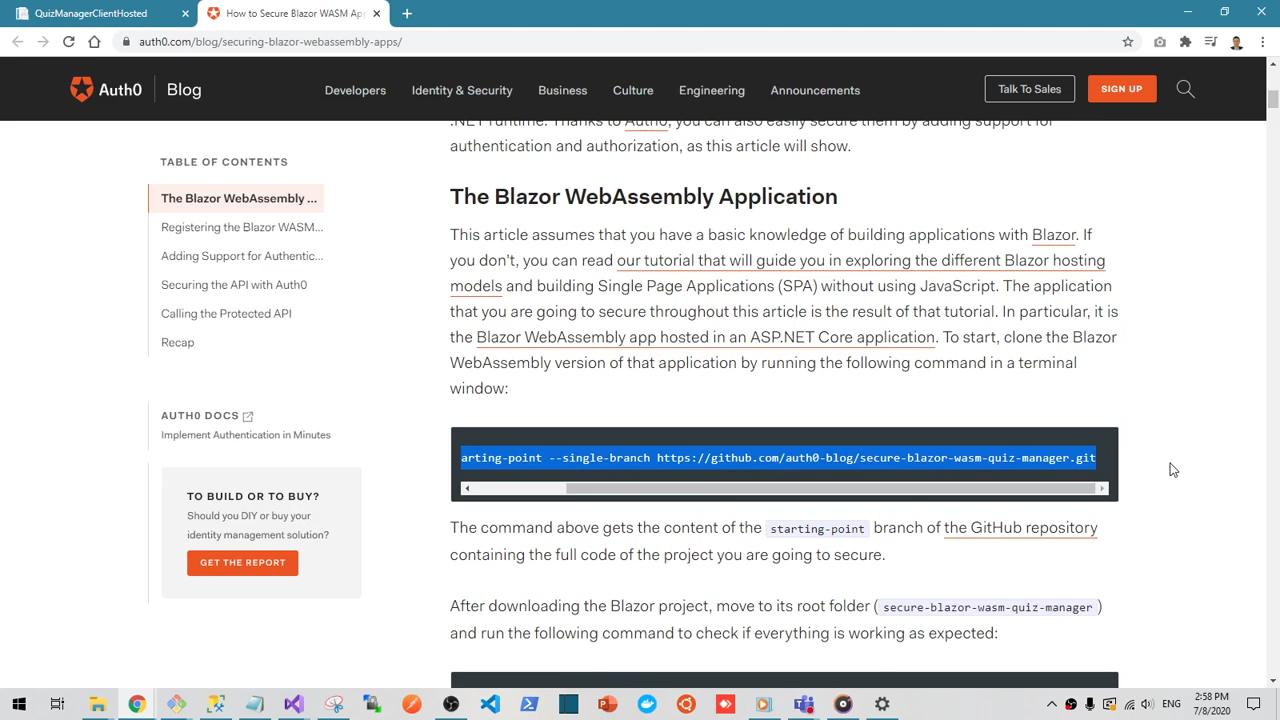 QuizManagerClientHosted
How to Secure Blazor WASM App
auth0.com/blog/securing-blazor-webassembly-apps/
Auth0
Blog
Developers
Identity & Security
Business
Culture
Engineering
Announcements
Talk To Sales
SIGN UP
TABLE OF CONTENTS
The Blazor WebAssembly ...
Registering the Blazor WASM...
Adding Support for Authentic...
Securing the API with Auth0
Calling the Protected API
Recap
AUTH0 DOCS
Implement Authentication in Minutes
TO BUILD OR TO BUY?
Should you DIY or buy your
identity management solution?
GET THE REPORT
.NET runtime. Thanks to Auth0, you can also easily secure them by adding support for
authentication and authorization, as this article will show.
The Blazor WebAssembly Application
This article assumes that you have a basic knowledge of building applications with Blazor. If
you don't, you can read our tutorial that will guide you in exploring the different Blazor hosting
models and building Single Page Applications (SPA) without using JavaScript. The application
that you are going to secure throughout this article is the result of that tutorial. In particular, it is
the Blazor WebAssembly app hosted in an ASP.NET Core application. To start, clone the Blazor
WebAssembly version of that application by running the following command in a terminal
window:
arting-point --single-branch https://github.com/auth0-blog/secure-blazor-wasm-quiz-manager.git
The command above gets the content of the starting-point branch of the GitHub repository
containing the full code of the project you are going to secure.
After downloading the Blazor project, move to its root folder (secure-blazor-wasm-quiz-manager)
and run the following command to check if everything is working as expected:
2:58 PM
7/8/2020